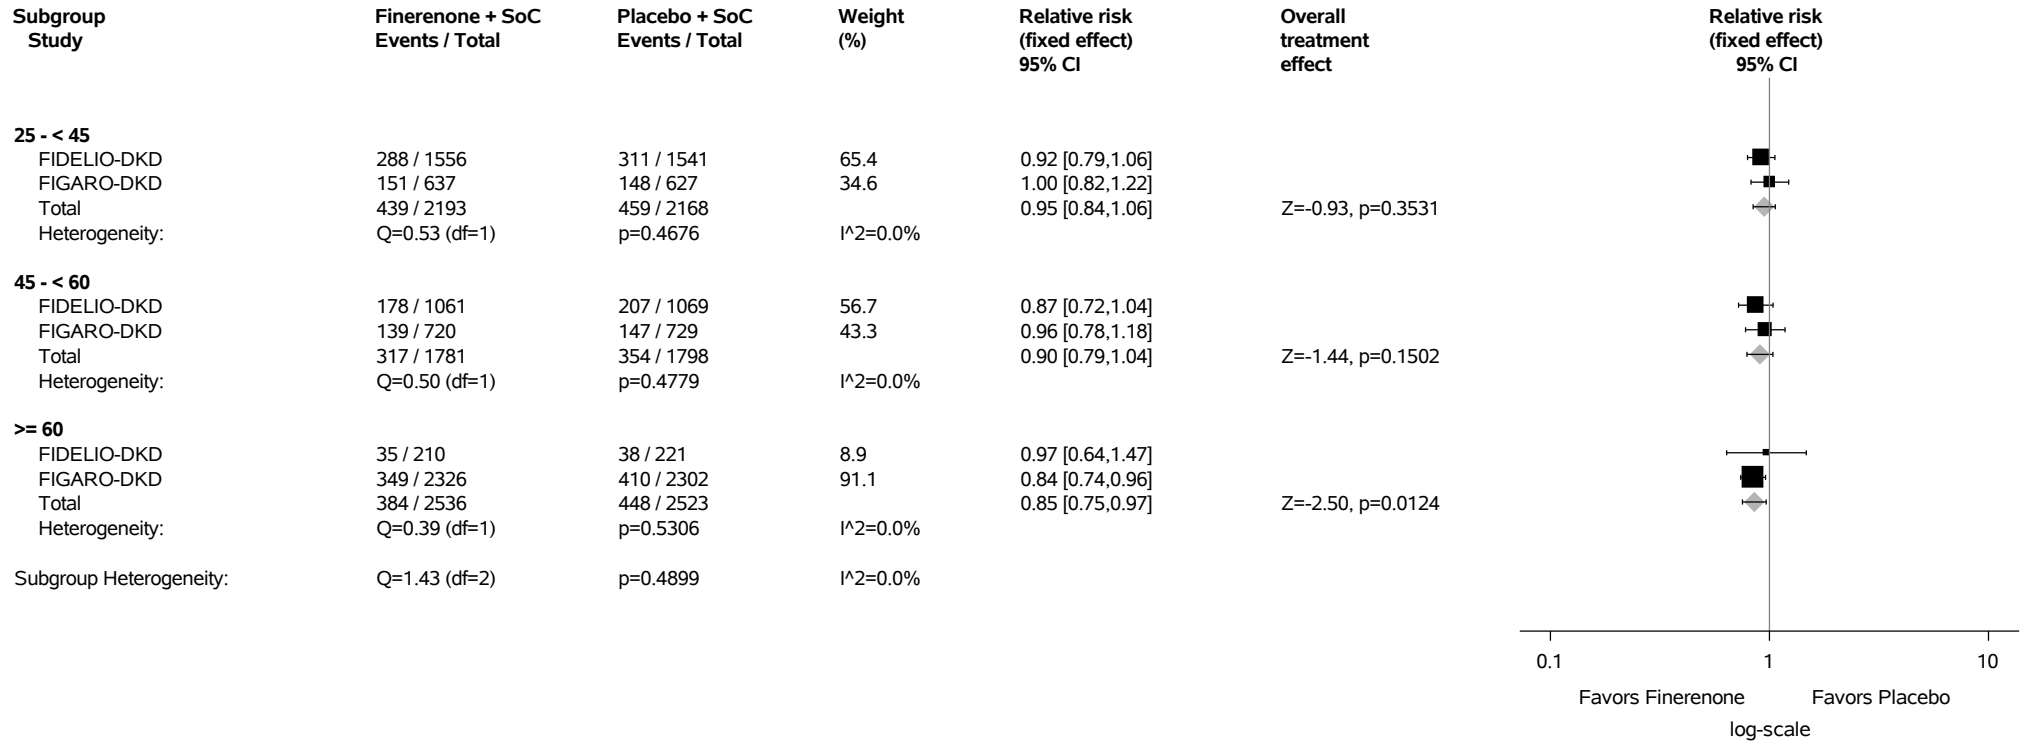 Subgroup Finerenone + SoC Placebo + SoC Weight Relative risk Overall Relative risk
Study Events / Total Events / Total (%) (fixed effect) treatment (fixed effect)
95% CI effect 95% CI
25 - < 45
FIDELIO-DKD 288 / 1556 311 / 1541 65.4 0.92 [0.79,1.06]
FIGARO-DKD 151 / 637 148 / 627 34.6 1.00 [0.82,1.22]
Total 439 / 2193 459 / 2168 0.95 [0.84,1.06] Z=-0.93, p=0.3531
Heterogeneity: Q=0.53 (df=1) p=0.4676 I^2=0.0%
45 - < 60
FIDELIO-DKD 178 / 1061 207 / 1069 56.7 0.87 [0.72,1.04]
FIGARO-DKD 139 / 720 147 / 729 43.3 0.96 [0.78,1.18]
Total 317 / 1781 354 / 1798 0.90 [0.79,1.04] Z=-1.44, p=0.1502
Heterogeneity: Q=0.50 (df=1) p=0.4779 I^2=0.0%
>= 60
FIDELIO-DKD 35 / 210 38 / 221 8.9 0.97 [0.64,1.47]
FIGARO-DKD 349 / 2326 410 / 2302 91.1 0.84 [0.74,0.96]
Total 384 / 2536 448 / 2523 0.85 [0.75,0.97] Z=-2.50, p=0.0124
Heterogeneity: Q=0.39 (df=1) p=0.5306 I^2=0.0%
Subgroup Heterogeneity: Q=1.43 (df=2) p=0.4899 I^2=0.0%
0.1 1 10
Favors Finerenone Favors Placebo
log-scale